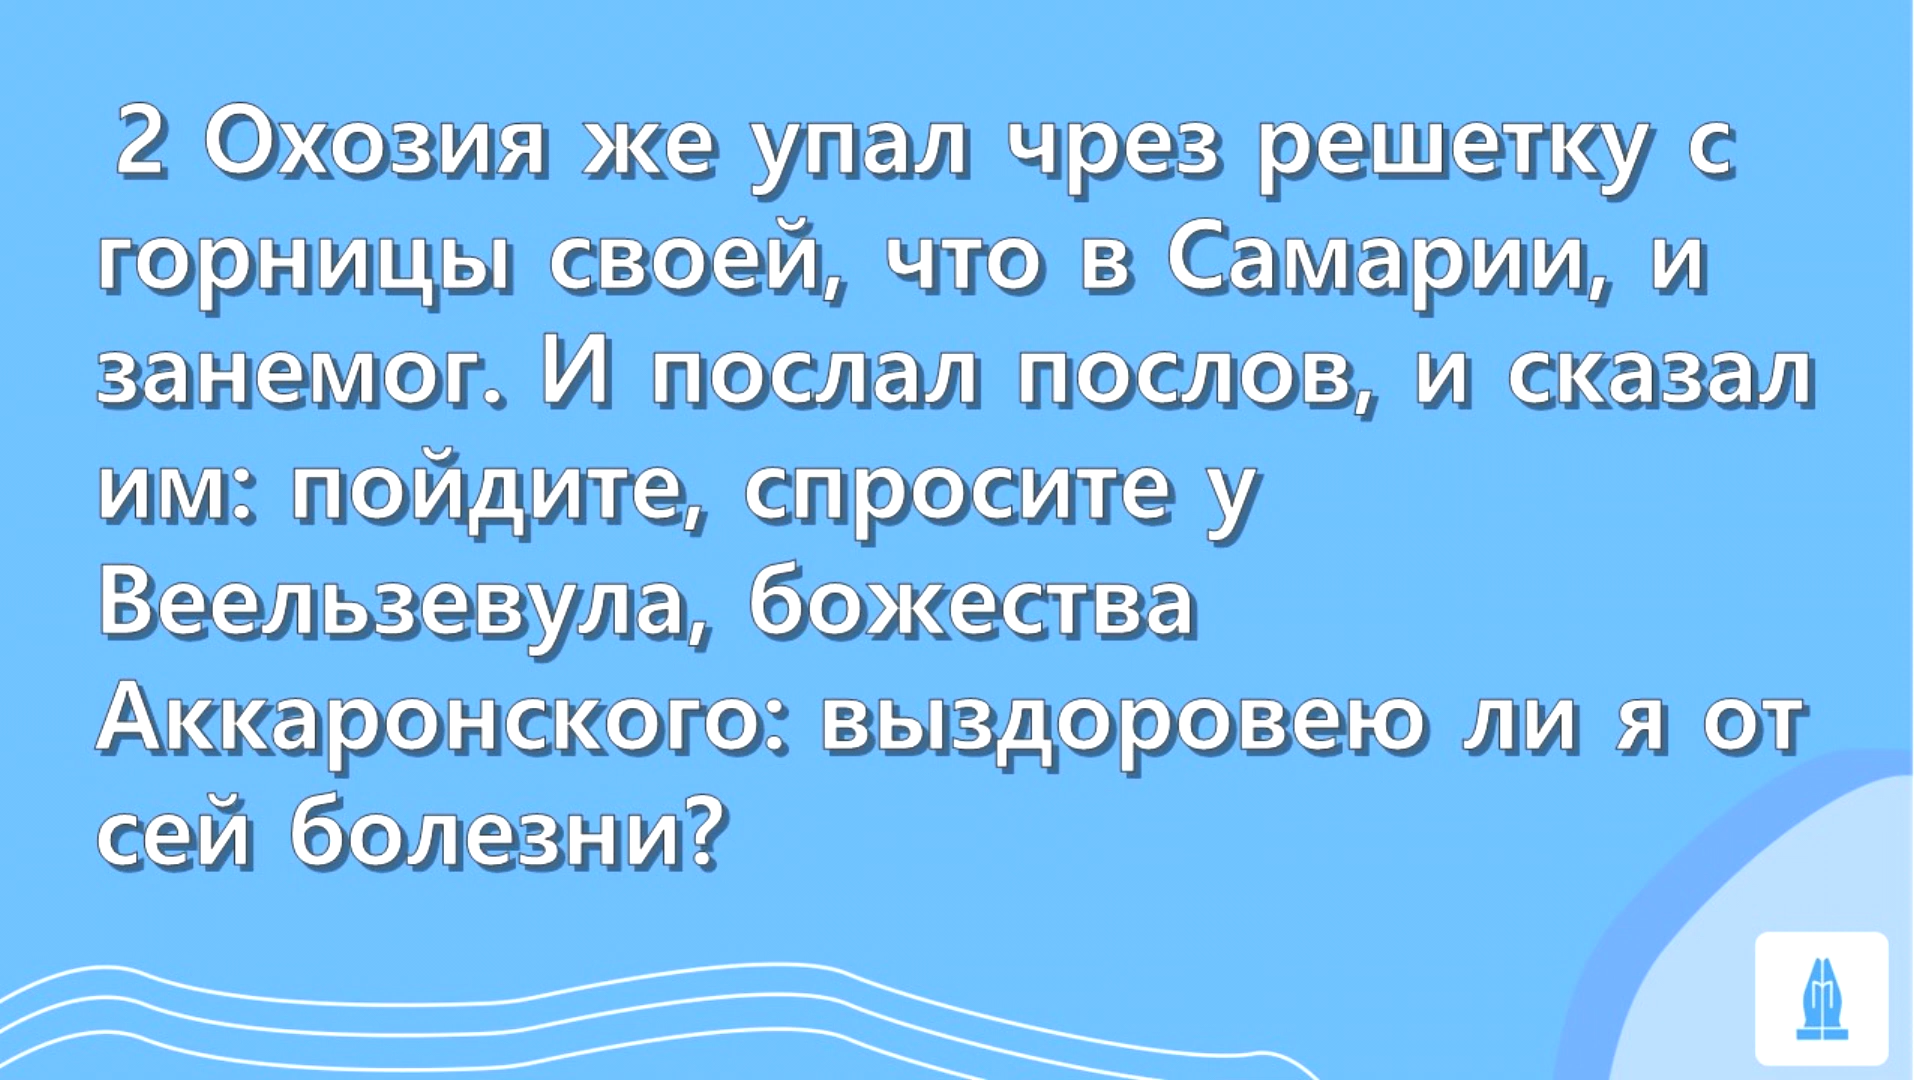 2 Охозия же упал чрез решетку с
горницы своей, что в Самарии, и
занемог. И послал послов, и сказал
им: пойдите, спросите у
Веельзевула, божества
Аккаронского: выздоровею ли я от
сей болезни?